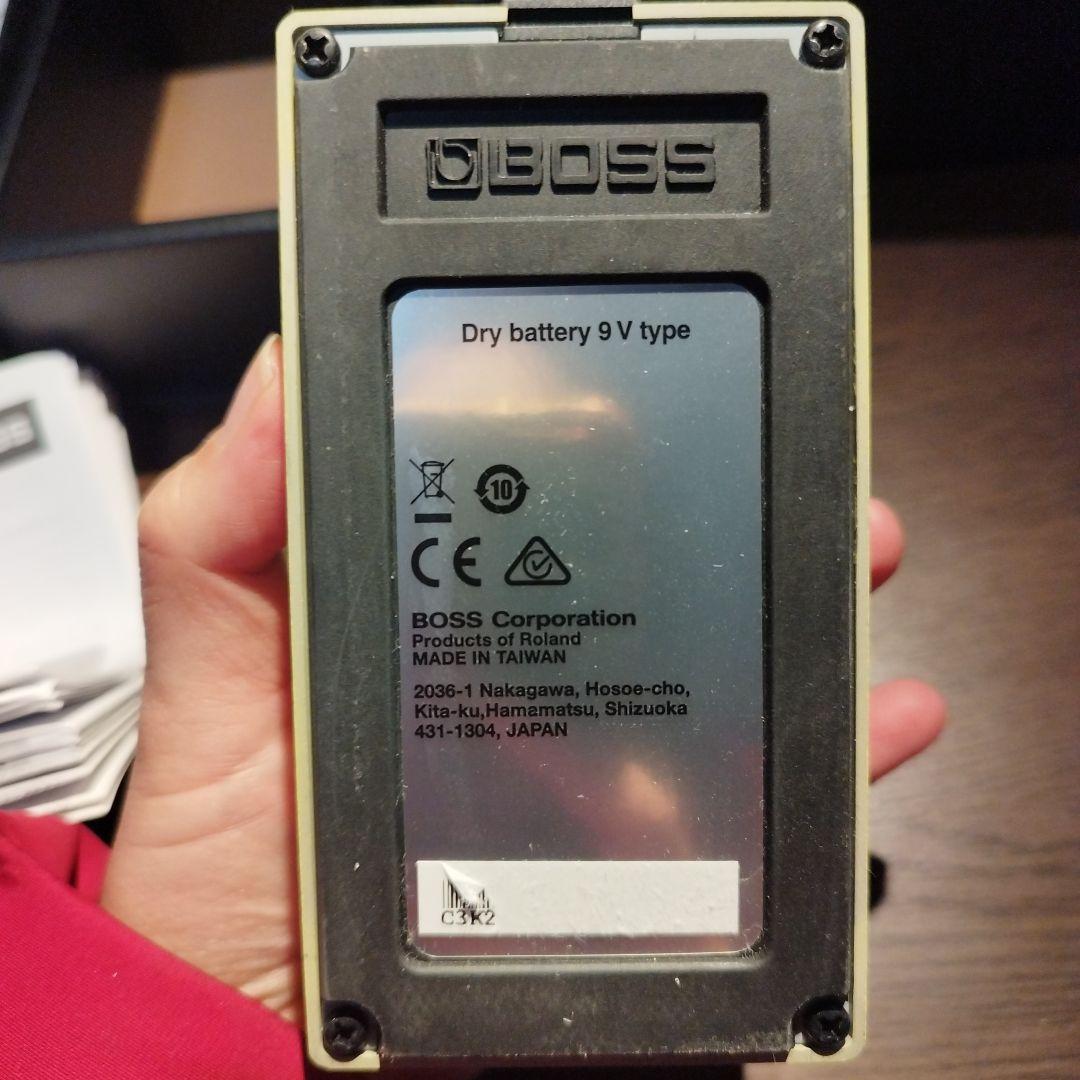 BOSS
Dry battery 9 V type
10
CE
BOSS Corporation
Products of Roland
MADE IN TAIWAN
2036-1 Nakagawa, Hosoe-cho,
Kita-ku,Hamamatsu, Shizuoka
431-1304, JAPAN
C3K2